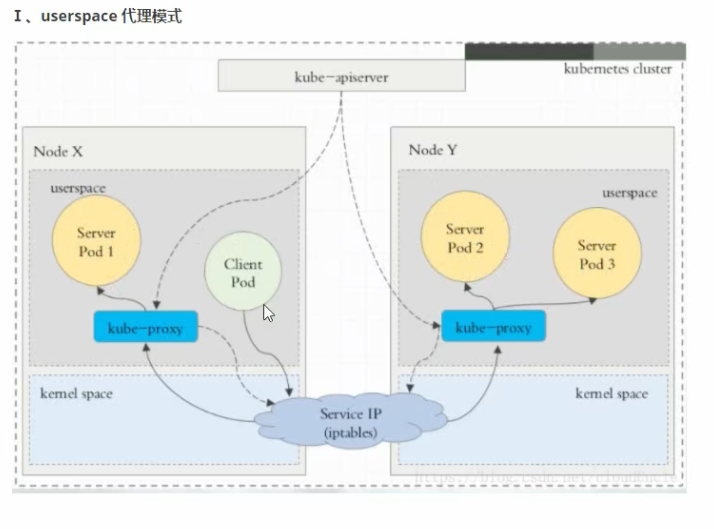 Ⅰ、userspace 代理模式
kube-apiserver
kubernetes cluster
Node X
userspace
Server
Pod 1
Client
Pod
kube-proxy
kernel space
Node Y
userspace
Server
Pod 2
Server
Pod 3
kube-proxy
kernel space
Service IP
(iptables)